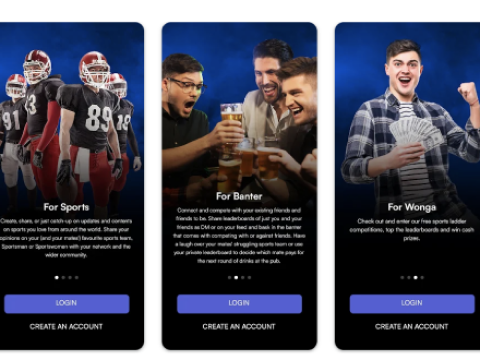 91
3
89
19
For Sports
Create, share, or just catch-up on updates and contents
on sports you love from around the world. Share your
opinions on your (and your mates) favourite sports team,
Sportsmen or Sportswomen with your network and the
wider community.
LOGIN
CREATE AN ACCOUNT
For Banter
Connect and compete with your existing friends and
friends to be. Share leaderboards of just you and your
friends as DM or on your feed and bask in the banter
that comes with competing with or against friends. Have
a laugh over your mates' struggling sports team or use
your private leaderboard to decide which mate pays for
the next round of drinks at the pub.
LOGIN
CREATE AN ACCOUNT
For Wonga
Check out and enter our free sports ladder
competitions, top the leaderboards and win cash
prizes.
LOGIN
CREATE AN ACCOUNT